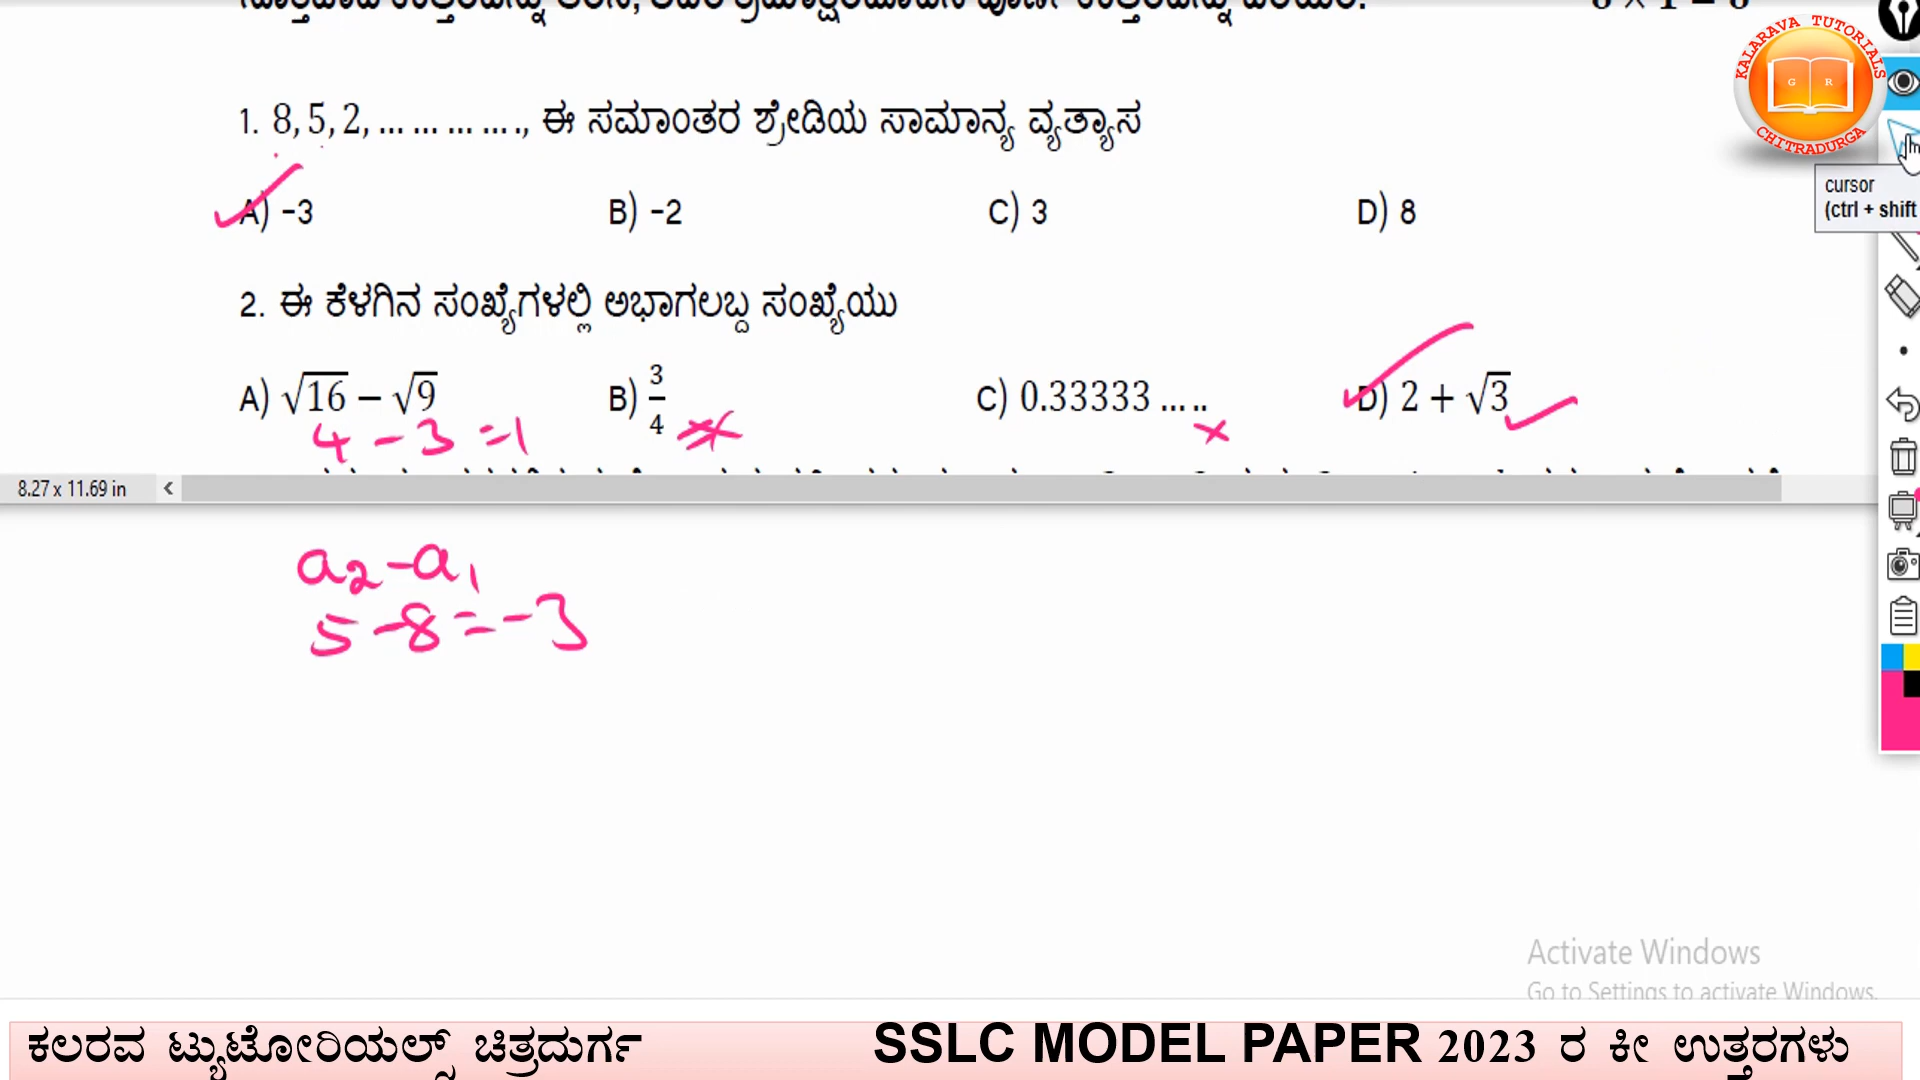 KALARAVA TUTORIALS
G R
CHITRADURGA
1. 8, 5, 2, ... ... ... ... ., ಈ ಸಮಾಂತರ ಶ್ರೇಡಿಯ ಸಾಮಾನ್ಯ ವ್ಯತ್ಯಾಸ
A) -3 B) -2 C) 3 D) 8
cursor
(ctrl + shift
2. ಈ ಕೆಳಗಿನ ಸಂಖ್ಯೆಗಳಲ್ಲಿ ಅಭಾಗಲಬ್ದ ಸಂಖ್ಯೆಯು
A) √16 − √9 B) 3/4 C) 0.33333 ... .. D) 2 + √3
4 - 3 = 1
8.27 x 11.69 in
a2 - a1
5 - 8 = -3
Activate Windows
Go to Settings to activate Windows.
ಕಲರವ ಟ್ಯುಟೋರಿಯಲ್ಸ್ ಚಿತ್ರದುರ್ಗ SSLC MODEL PAPER 2023 ರ ಕೀ ಉತ್ತರಗಳು